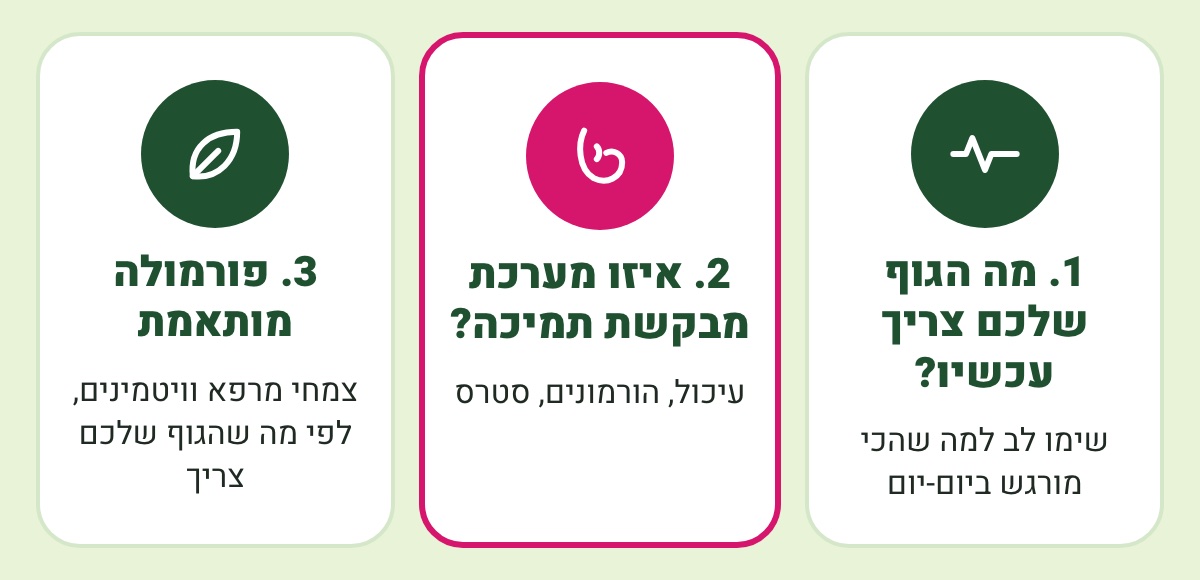 1. מה הגוף
שלכם צריך
עכשיו?
שימו לב למה שהכי
מורגש ביום-יום
2. איזו מערכת
מבקשת תמיכה?
עיכול, הורמונים, סטרס
3. פורמולה
מותאמת
צמחי מרפא וויטמינים,
לפי מה שהגוף שלכם
צריך